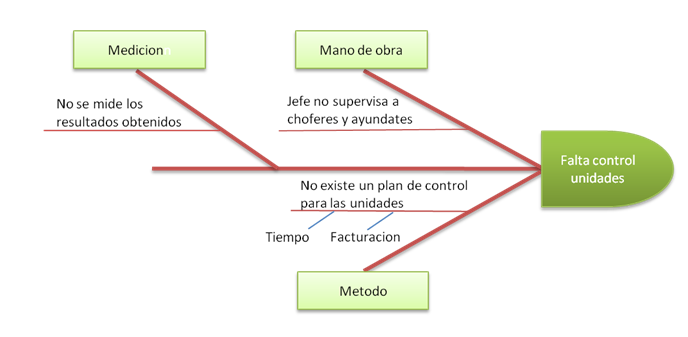 Medicion
Mano de obra
No se mide los
resultados obtenidos
Jefe no supervisa a
choferes y ayundates
Falta control
unidades
No existe un plan de control
para las unidades
Tiempo
Facturacion
Metodo